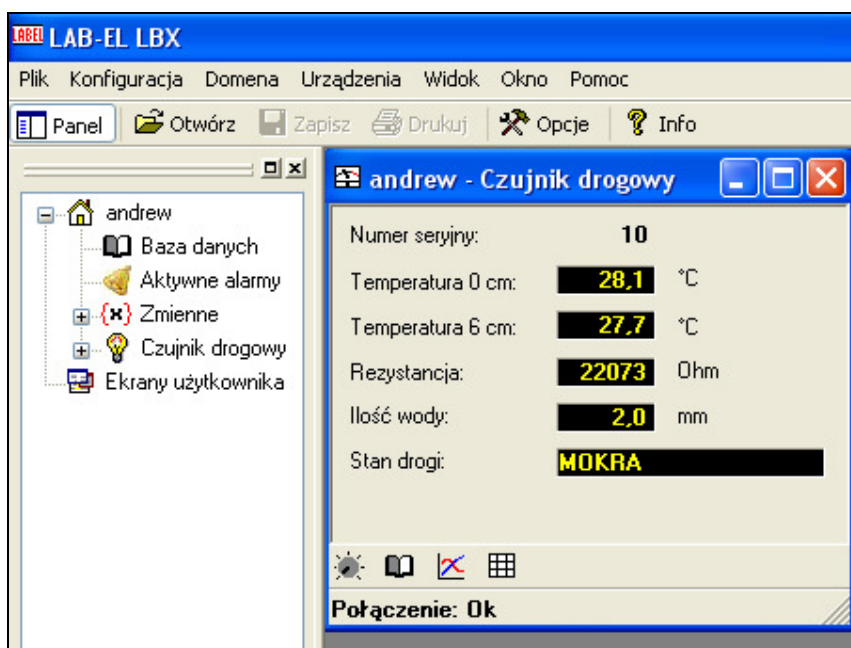 LABEL LAB-EL LBX
Plik Konfiguracja Domena Urządzenia Widok Okno Pomoc
Panel Otwórz Zapisz Drukuj Opcje Info
andrew
Baza danych
Aktywne alarmy
{x} Zmienne
Czujnik drogowy
Ekrany użytkownika
andrew - Czujnik drogowy
Numer seryjny: 10
Temperatura 0 cm: 28,1 °C
Temperatura 6 cm: 27,7 °C
Rezystancja: 22073 Ohm
Ilość wody: 2,0 mm
Stan drogi: MOKRA
Połączenie: Ok